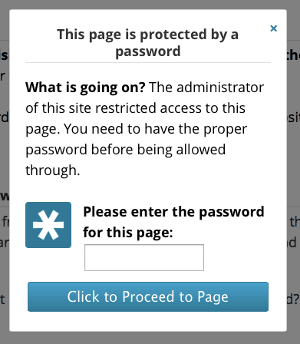 This page is protected by a
password
×
What is going on? The administrator
of this site restricted access to this
page. You need to have the proper
password before being allowed
through.
Please enter the password
for this page:
Click to Proceed to Page